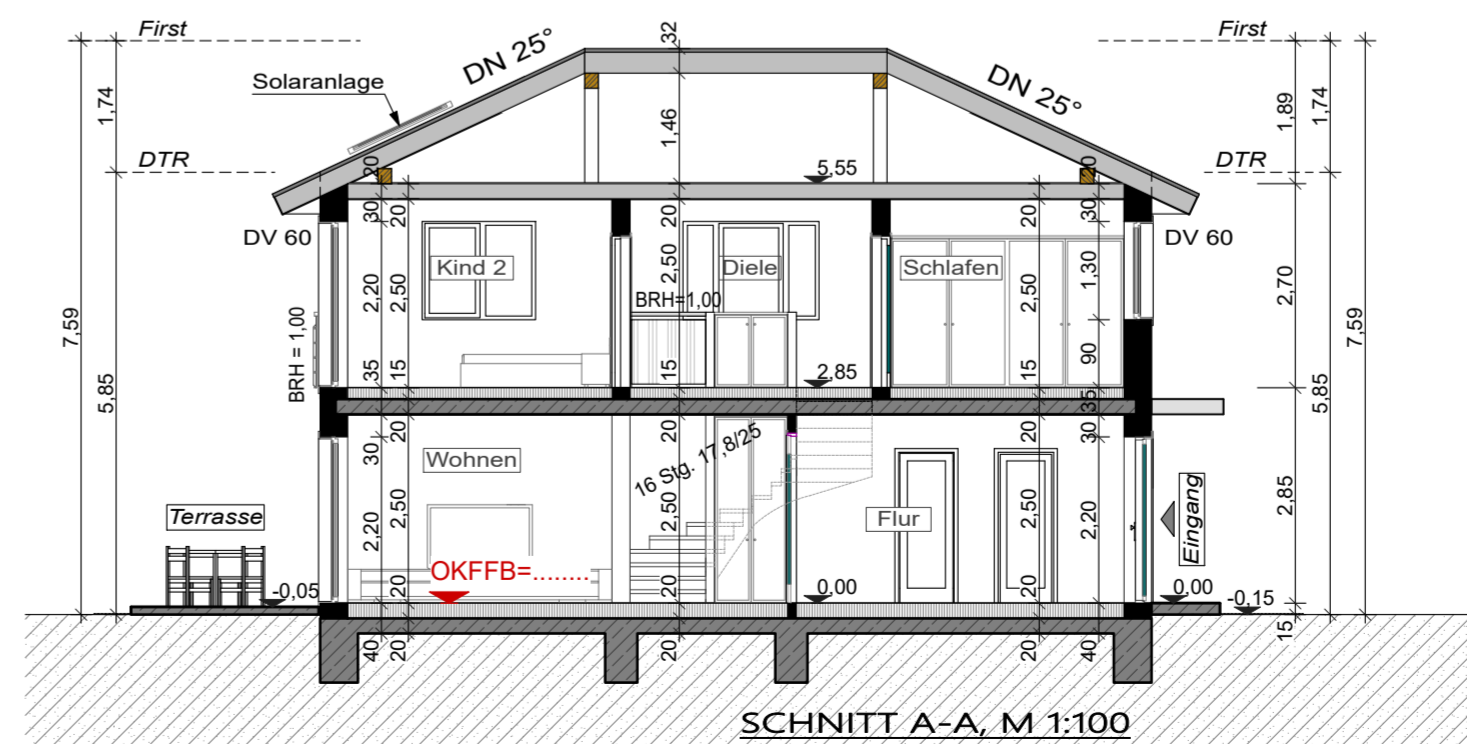 First
32
First
DN 25°
DN 25°
Solaranlage
1,74
1,46
1,89
1,74
DTR
DTR
20
5,55
20
30
20
20
20
30
DV 60
DV 60
Kind 2
Diele
Schlafen
2,20
2,50
2,50
2,50
1,30
2,70
BRH=1,00
BRH = 1,00
7,59
7,59
90
35
15
15
2,85
15
35
5,85
5,85
20
20
20
30
30
Wohnen
16 Stg. 17,8/25
2,20
2,50
2,50
Flur
2,50
2,20
2,85
Eingang
Terrasse
OKFFB=........
-0,05
20
20
0,00
20
0,00
-0,15
15
40
20
20
20
40
SCHNITT A-A, M 1:100